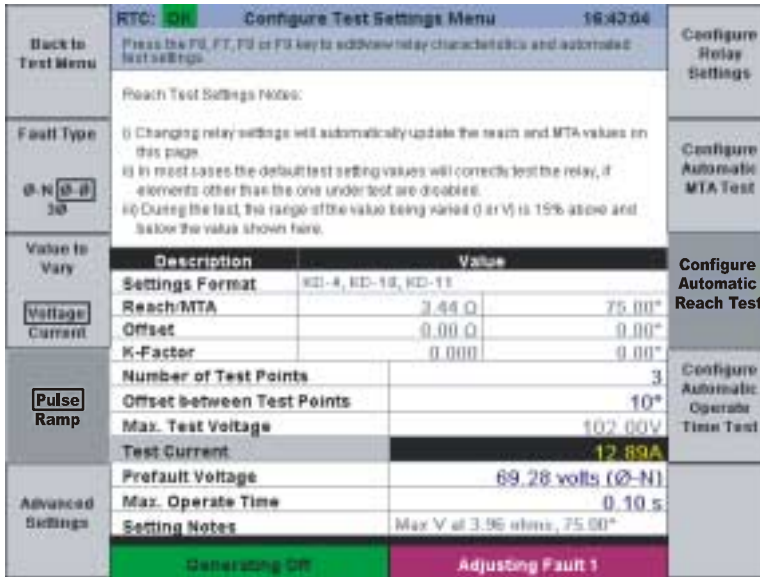 RTC: OK Configure Test Settings Menu 16:43:04
Press the F6, F7, F8 or F9 key to edit/view relay characteristics and automated
test settings.
Back to
Test Menu
Fault Type
Ø-N Ø-Ø
3Ø
Value to
Vary
Voltage
Current
Pulse
Ramp
Advanced
Settings
Reach Test Settings Notes:
i) Changing relay settings will automatically update the reach and MTA values on
this page.
ii) In most cases the default test setting values will correctly test the relay, if
elements other than the one under test are disabled.
iii) During the test, the range of the value being varied (I or V) is 15% above and
below the value shown here.
Description Value
Settings Format KD-4, KD-10, KD-11
Reach/MTA 3.44 Ω 75.00°
Offset 0.00 Ω 0.00°
K-Factor 0.000 0.00°
Number of Test Points 3
Offset between Test Points 10°
Max. Test Voltage 102.00V
Test Current 12.89A
Prefault Voltage 69.28 volts (Ø-N)
Max. Operate Time 0.10 s
Setting Notes Max V at 3.96 ohms, 75.00°
Generating Off Adjusting Fault 1
Configure
Relay
Settings
Configure
Automatic
MTA Test
Configure
Automatic
Reach Test
Configure
Automatic
Operate
Time Test